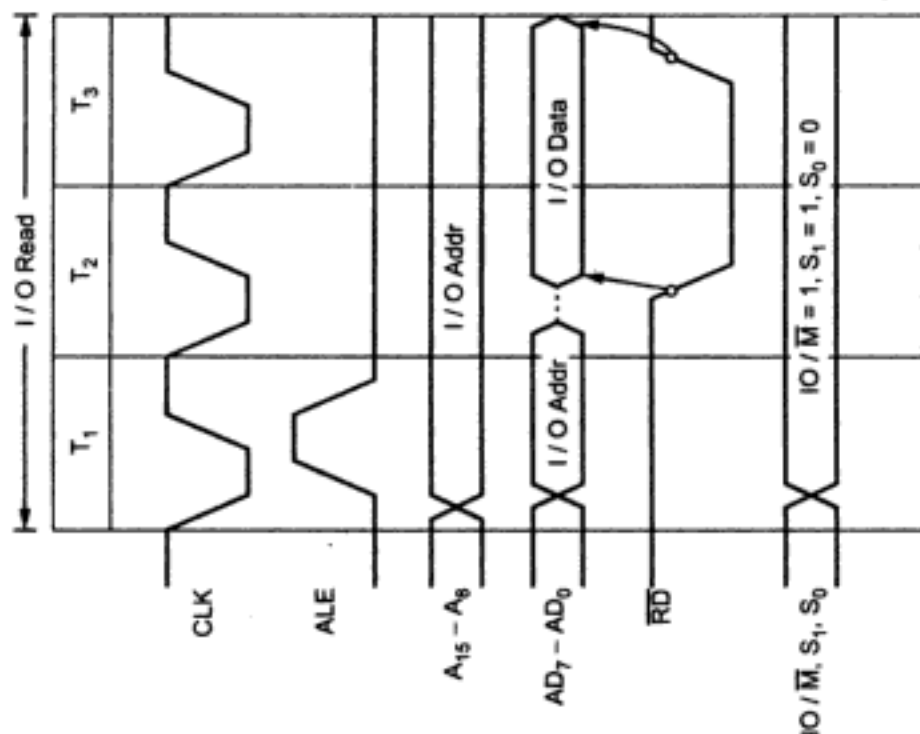 I / O Read
T₁
T₂
T₃
CLK
ALE
A₁₅ – A₈
I / O Addr
AD₇ – AD₀
I / O Addr
I / O Data
R̅D̅
IO / M̅, S₁, S₀
IO / M̅ = 1, S₁ = 1, S₀ = 0